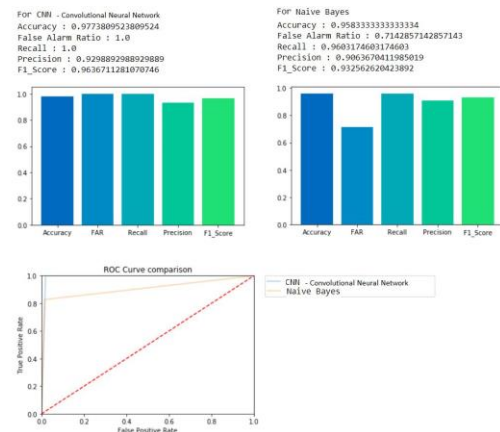 For CNN - Convolutional Neural Network
Accuracy : 0.9773809523809524
False Alarm Ratio : 1.0
Recall : 1.0
Precision : 0.9298892988929889
F1_Score : 0.9636711281070746
1.0
0.8
0.6
0.4
0.2
0.0
Accuracy FAR Recall Precision F1_Score
For Naive Bayes
Accuracy : 0.9583333333333334
False Alarm Ratio : 0.7142857142857143
Recall : 0.9603174603174603
Precision : 0.9063670411985019
F1_Score : 0.932562620423892
1.0
0.8
0.6
0.4
0.2
0.0
Accuracy FAR Recall Precision F1_Score
ROC Curve comparison
True Positive Rate
1.0
0.8
0.6
0.4
0.2
0.0
0.0 0.2 0.4 0.6 0.8 1.0
False Positive Rate
CNN - Convolutional Neural Network
Naive Bayes